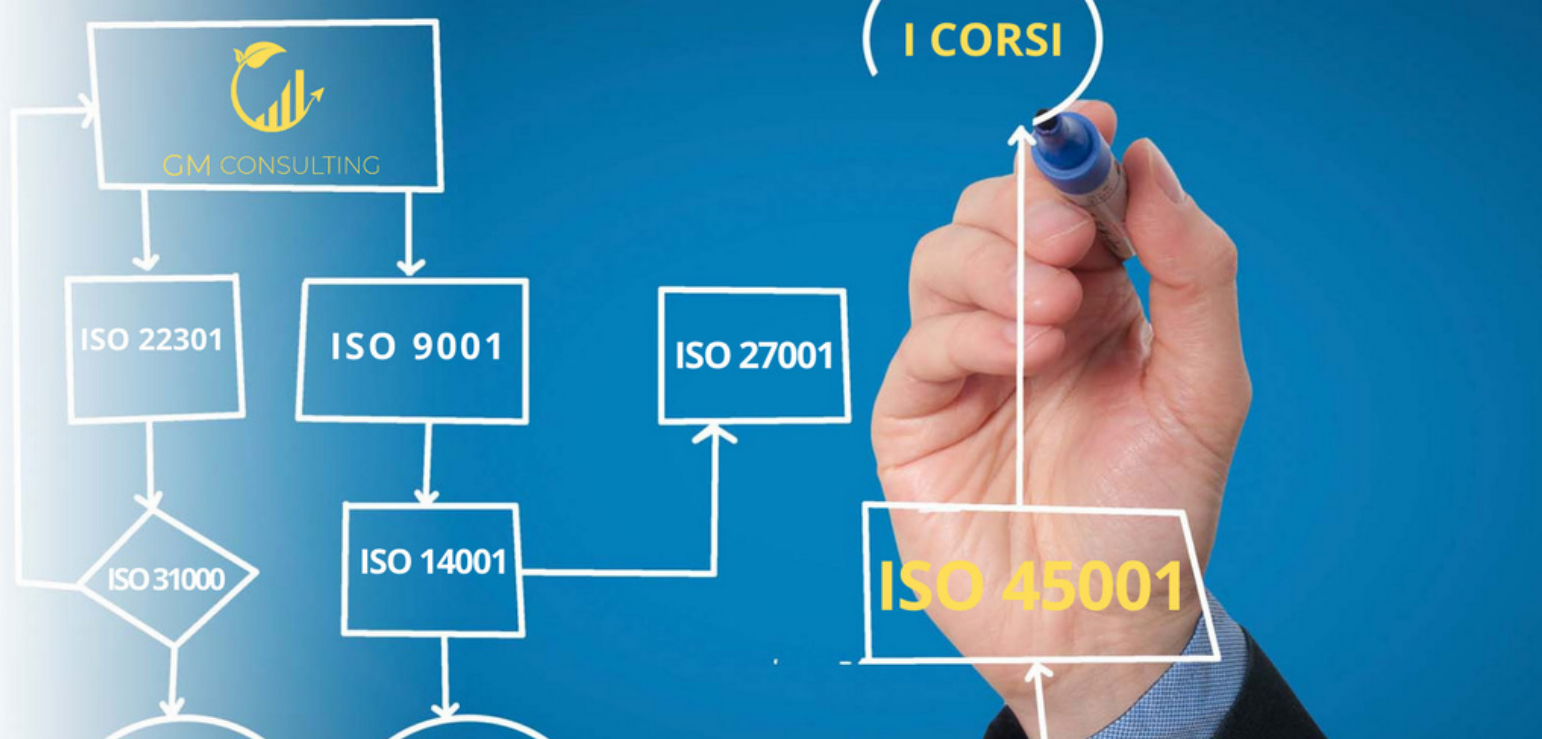 I CORSI
GM CONSULTING
ISO 22301
ISO 9001
ISO 27001
ISO 31000
ISO 14001
ISO 45001